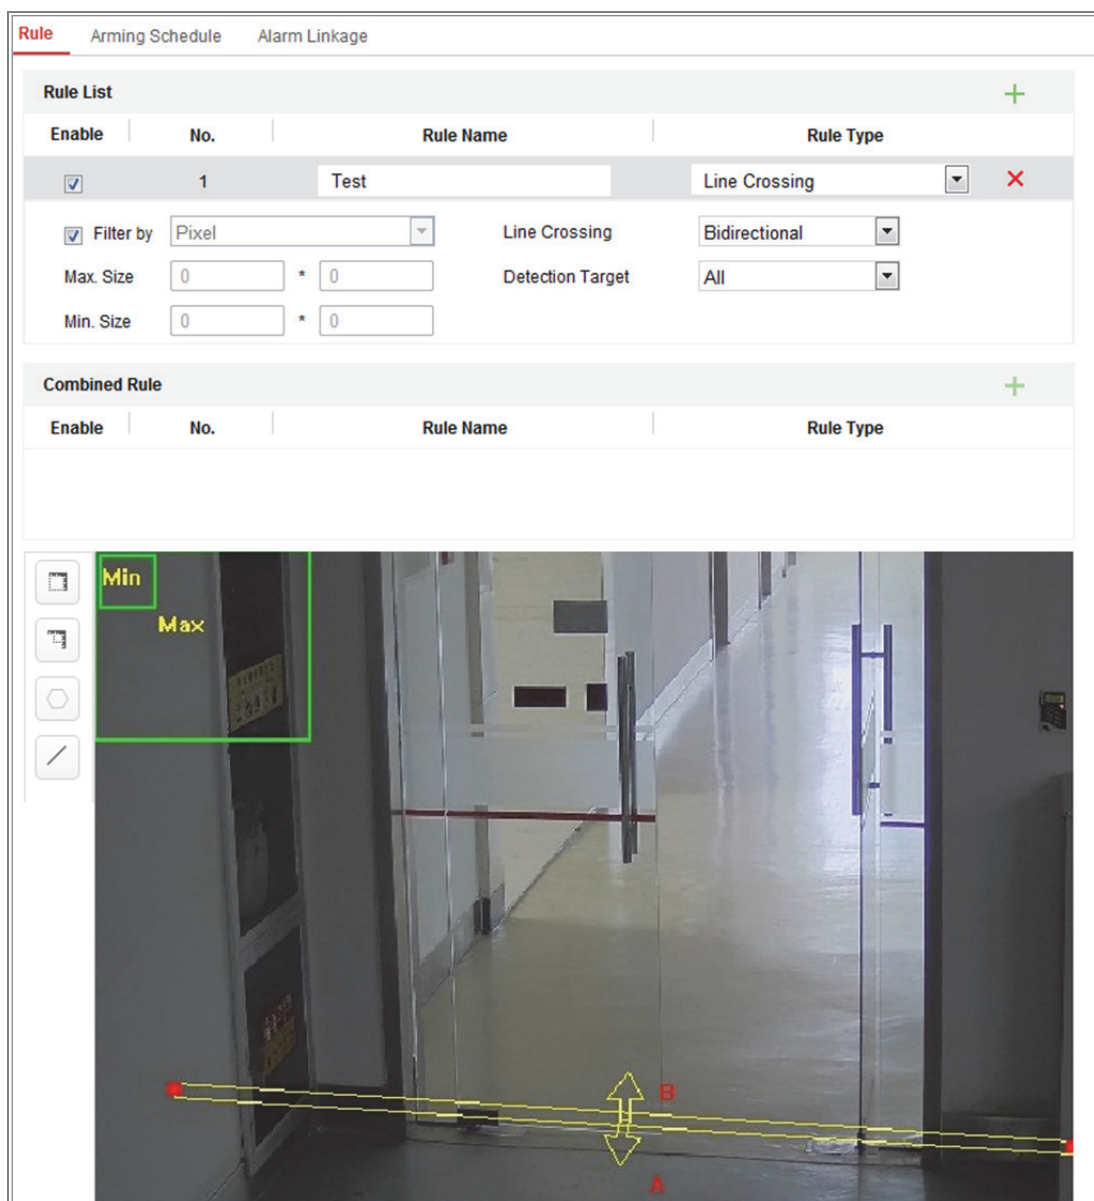 Rule Arming Schedule Alarm Linkage
Rule List
Enable No. Rule Name Rule Type
1 Test Line Crossing
Filter by Pixel Line Crossing Bidirectional
Max. Size 0 * 0 Detection Target All
Min. Size 0 * 0
Combined Rule
Enable No. Rule Name Rule Type
Min
Max
B
A